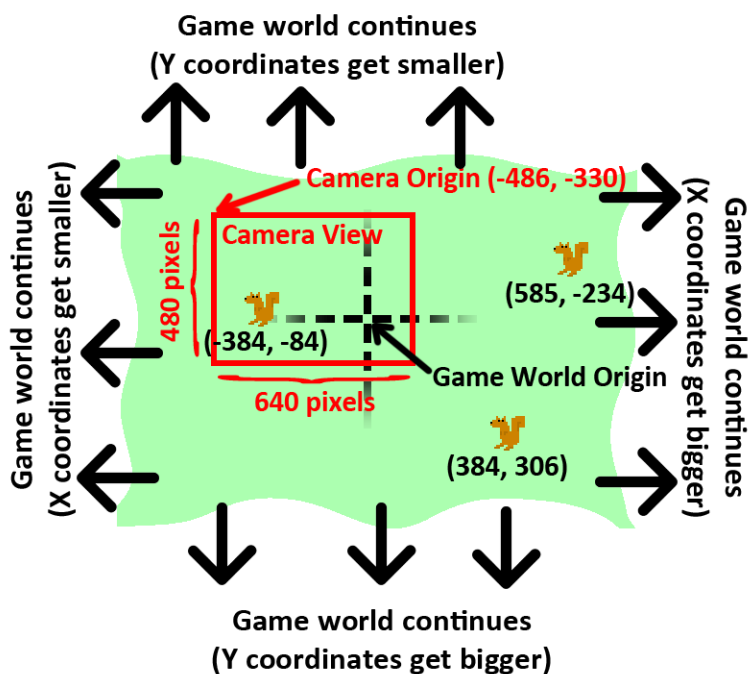 Game world continues
(Y coordinates get smaller)
Camera Origin (-486, -330)
Camera View
480 pixels
640 pixels
(-384, -84)
(585, -234)
Game World Origin
(384, 306)
Game world continues
(X coordinates get smaller)
Game world continues
(X coordinates get bigger)
Game world continues
(Y coordinates get bigger)